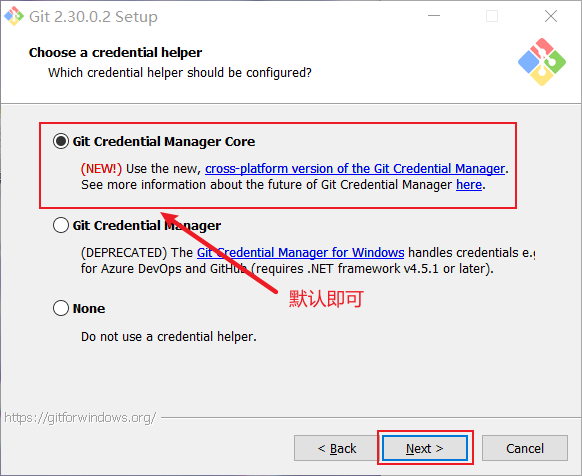 Git 2.30.0.2 Setup
Choose a credential helper
Which credential helper should be configured?
Git Credential Manager Core
(NEW!) Use the new, cross-platform version of the Git Credential Manager.
See more information about the future of Git Credential Manager here.
Git Credential Manager
(DEPRECATED) The Git Credential Manager for Windows handles credentials e.g
for Azure DevOps and GitHub (requires .NET framework v4.5.1 or later).
默认即可
None
Do not use a credential helper.
https://gitforwindows.org/
< Back
Next >
Cancel